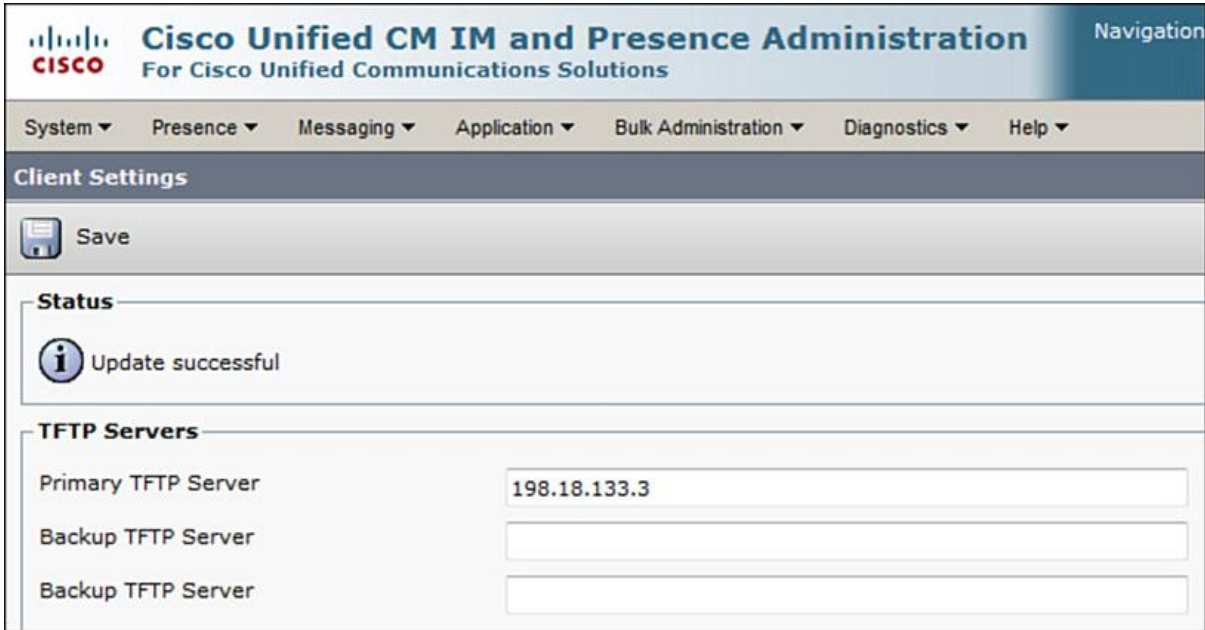 Cisco Unified CM IM and Presence Administration
Navigation
CISCO
For Cisco Unified Communications Solutions
System Presence Messaging Application Bulk Administration Diagnostics Help
Client Settings
Save
Status
Update successful
TFTP Servers
Primary TFTP Server 198.18.133.3
Backup TFTP Server
Backup TFTP Server